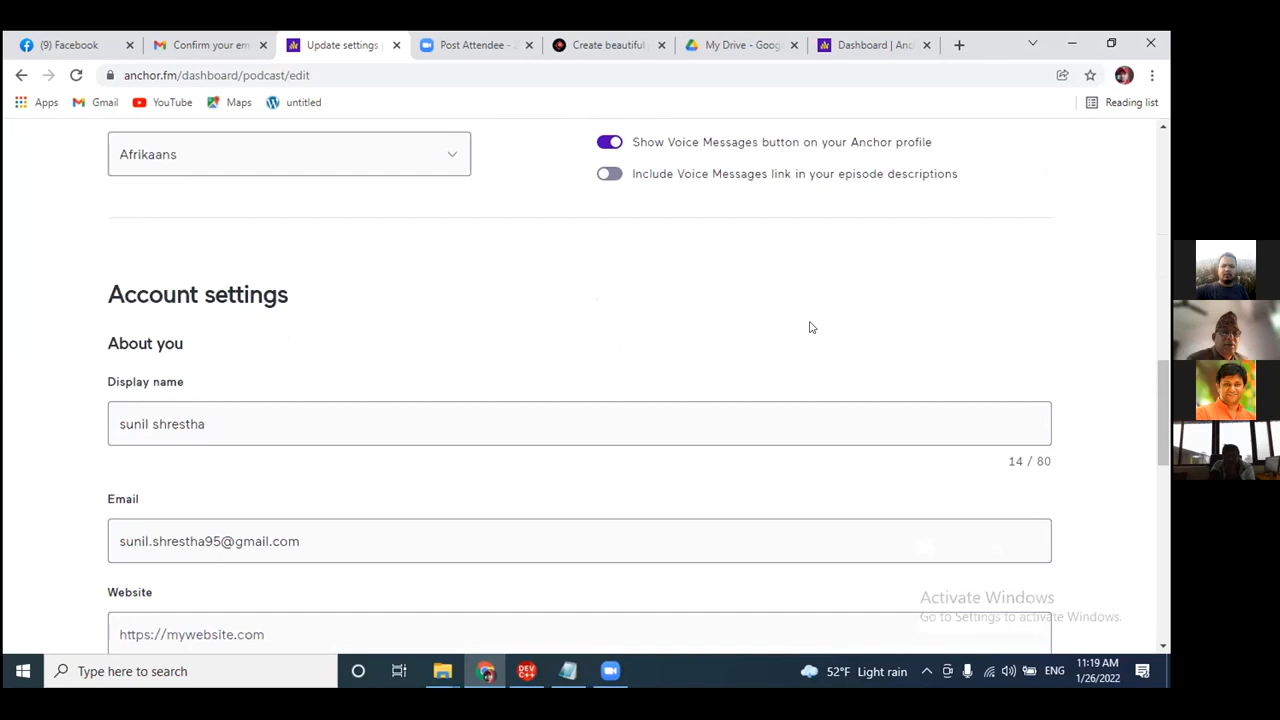 (9) Facebook
Confirm your em
Update settings
Post Attendee - Z
Create beautiful
My Drive - Goog
Dashboard | Anc
anchor.fm/dashboard/podcast/edit
Apps
Gmail
YouTube
Maps
untitled
Reading list
Afrikaans
Show Voice Messages button on your Anchor profile
Include Voice Messages link in your episode descriptions
Account settings
About you
Display name
sunil shrestha
14 / 80
Email
sunil.shrestha95@gmail.com
Website
https://mywebsite.com
Activate Windows
Go to Settings to activate Windows.
Type here to search
DEV
C++
52°F Light rain
ENG
11:19 AM
1/26/2022